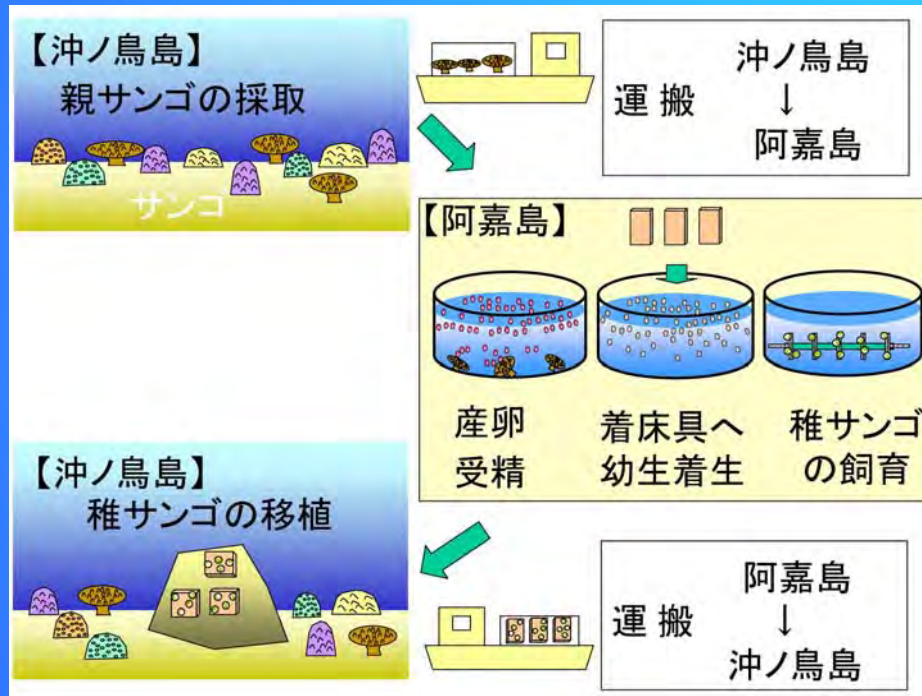 【沖ノ鳥島】
親サンゴの採取
サンゴ
運 搬
沖ノ鳥島
↓
阿嘉島
【阿嘉島】
産卵
受精
着床具へ
幼生着生
稚サンゴ
の飼育
【沖ノ鳥島】
稚サンゴの移植
運 搬
阿嘉島
↓
沖ノ鳥島